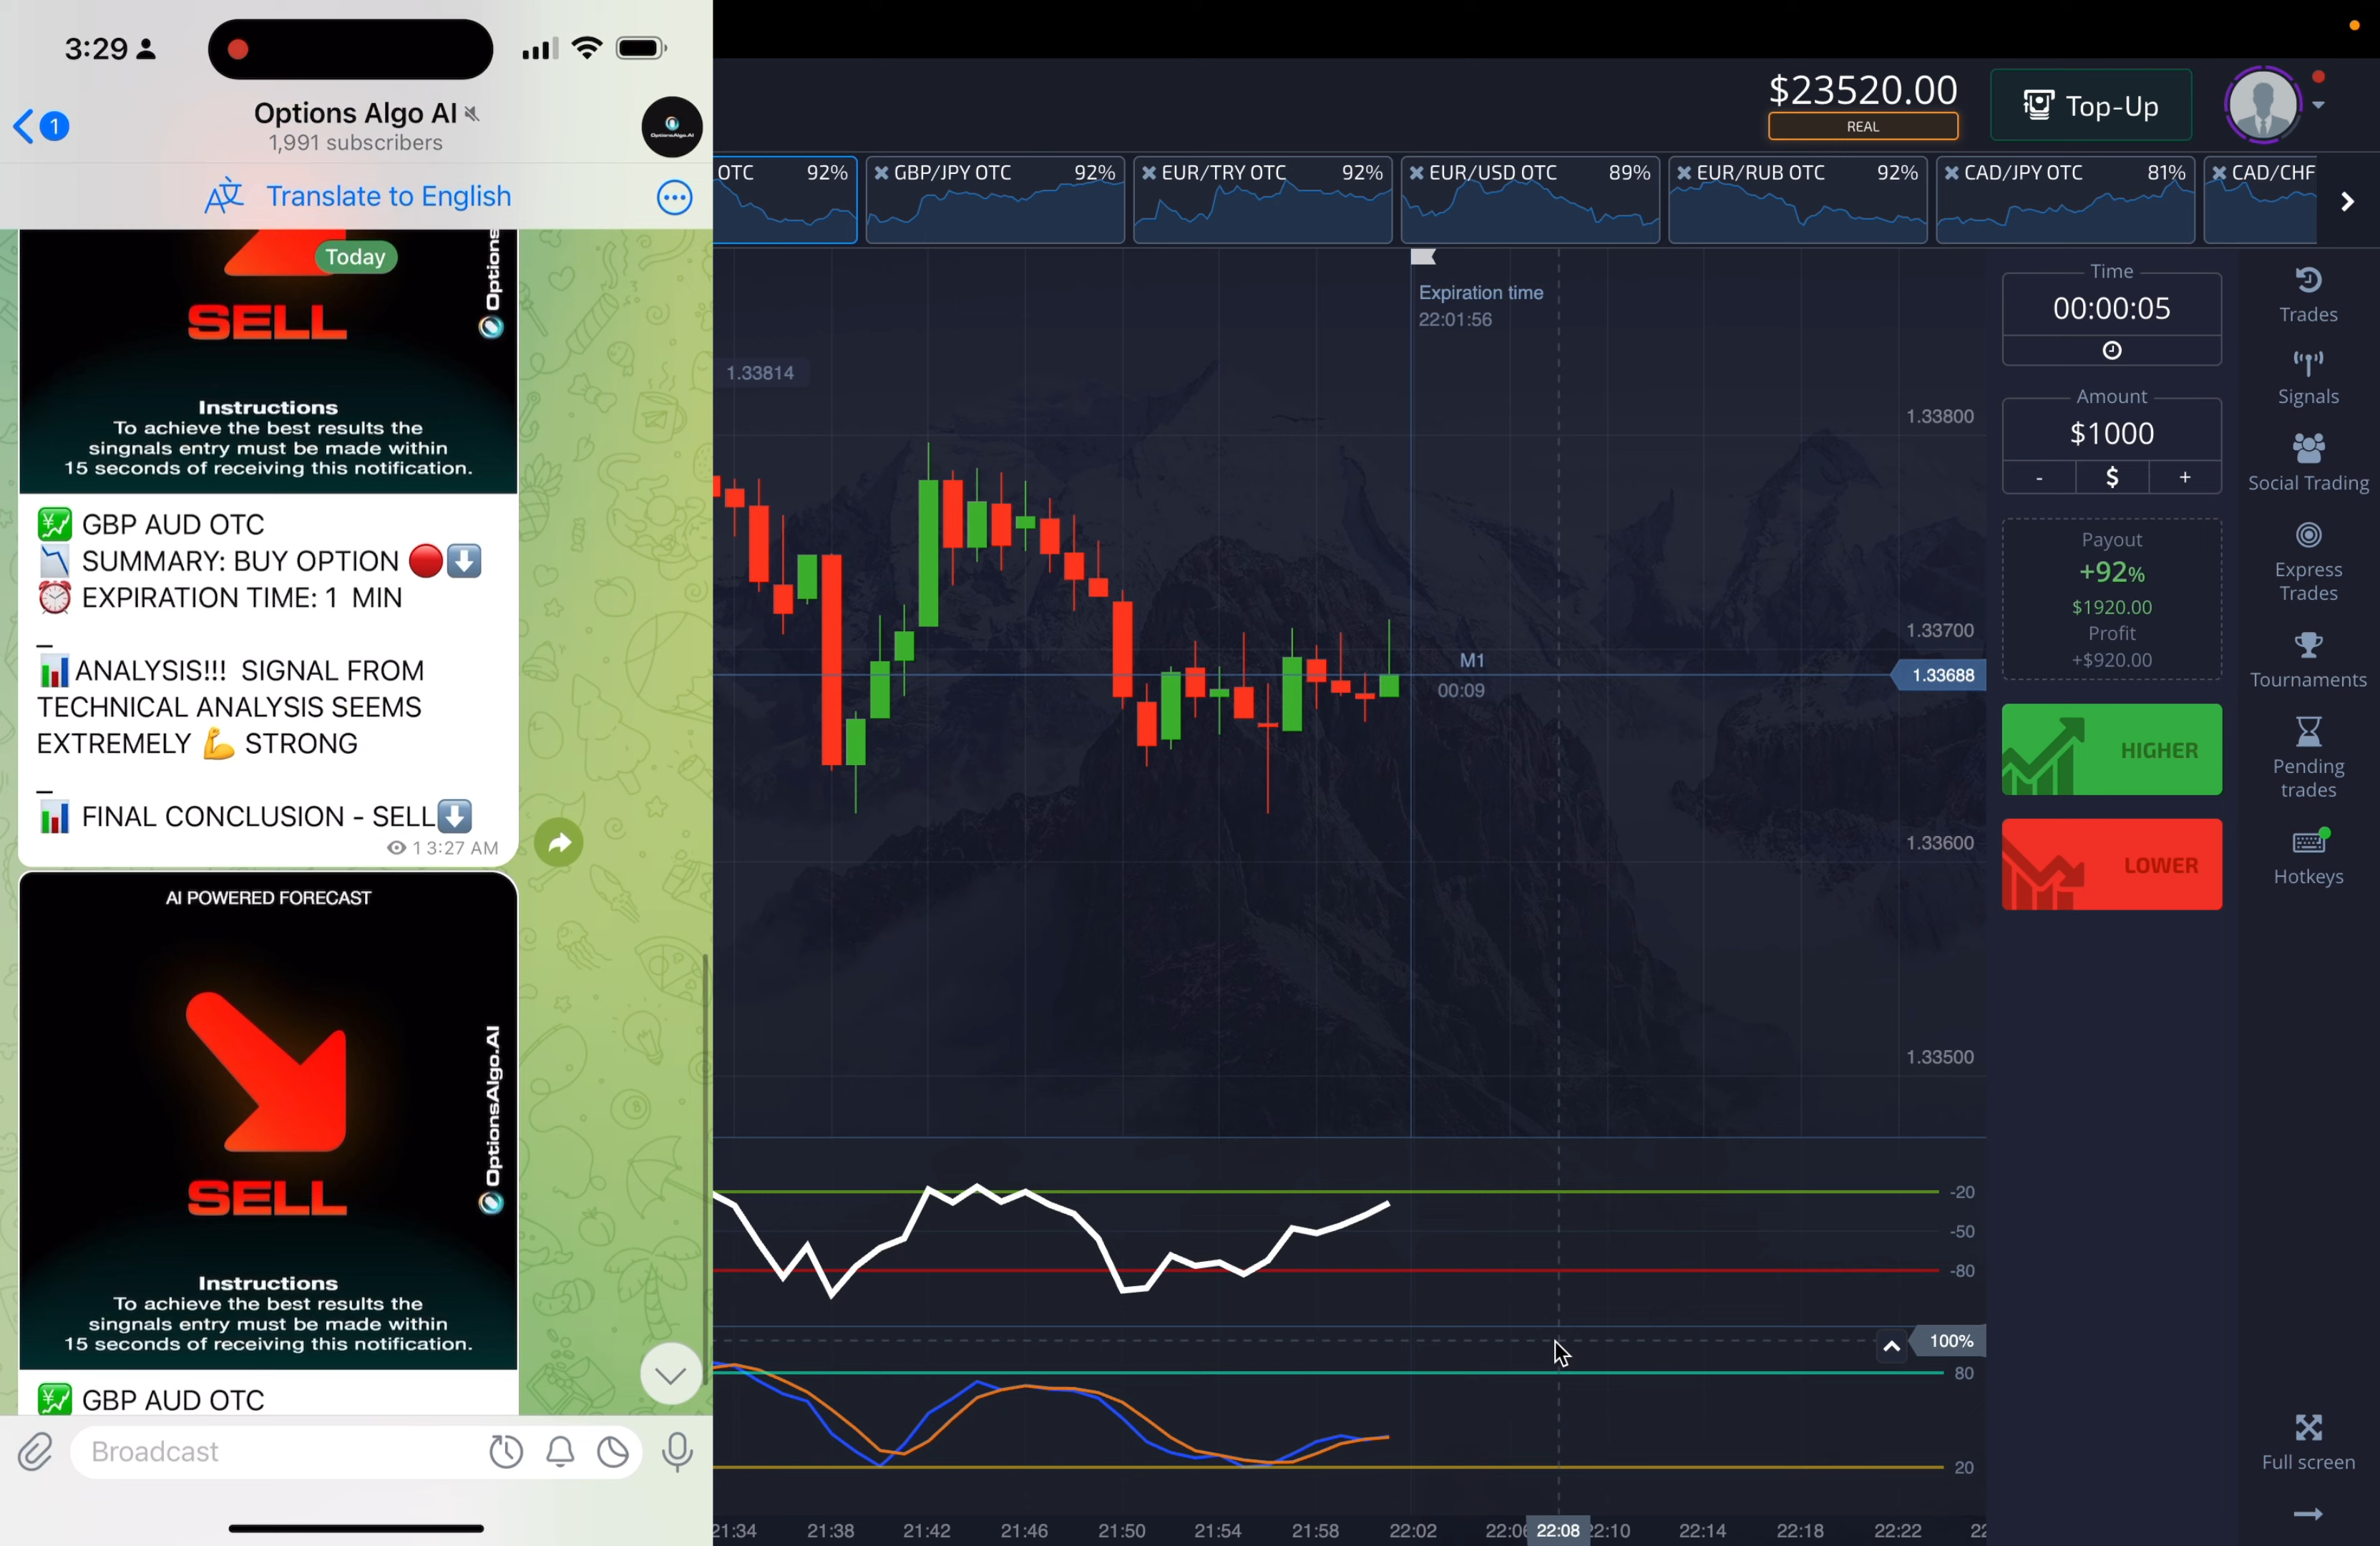 3:29
1
Options Algo AI
1,991 subscribers
OptionsAlgo.AI
Translate to English
Today
SELL
Options
Instructions
To achieve the best results the
singnals entry must be made within
15 seconds of receiving this notification.
GBP AUD OTC
SUMMARY: BUY OPTION
EXPIRATION TIME: 1 MIN
_
ANALYSIS!!! SIGNAL FROM
TECHNICAL ANALYSIS SEEMS
EXTREMELY STRONG
_
FINAL CONCLUSION - SELL
1 3:27 AM
AI POWERED FORECAST
OptionsAlgo.AI
SELL
Instructions
To achieve the best results the
singnals entry must be made within
15 seconds of receiving this notification.
GBP AUD OTC
Broadcast
$23520.00
REAL
Top-Up
OTC 92%
GBP/JPY OTC 92%
EUR/TRY OTC 92%
EUR/USD OTC 89%
EUR/RUB OTC 92%
CAD/JPY OTC 81%
CAD/CHF
Expiration time
22:01:56
1.33814
1.33800
1.33700
M1
00:09
1.33688
1.33600
1.33500
-20
-50
-80
100%
80
20
21:34 21:38 21:42 21:46 21:50 21:54 21:58 22:02 22:08 22:10 22:14 22:18 22:22
Time
00:00:05
Amount
$1000
- $ +
Payout
+92%
$1920.00
Profit
+$920.00
HIGHER
LOWER
Trades
Signals
Social Trading
Express
Trades
Tournaments
Pending
trades
Hotkeys
Full screen